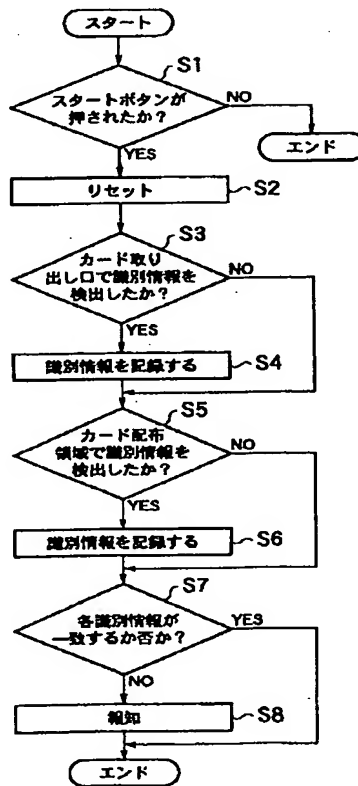 スタート
S1
スタートボタンが
押されたか?
NO
エンド
YES
リセット
S2
S3
カード取り
出し口で識別情報を
検出したか?
NO
YES
識別情報を記録する
S4
S5
カード配布
領域で識別情報を
検出したか?
NO
YES
識別情報を記録する
S6
S7
各識別情報が
一致するか否か?
YES
NO
報知
S8
エンド